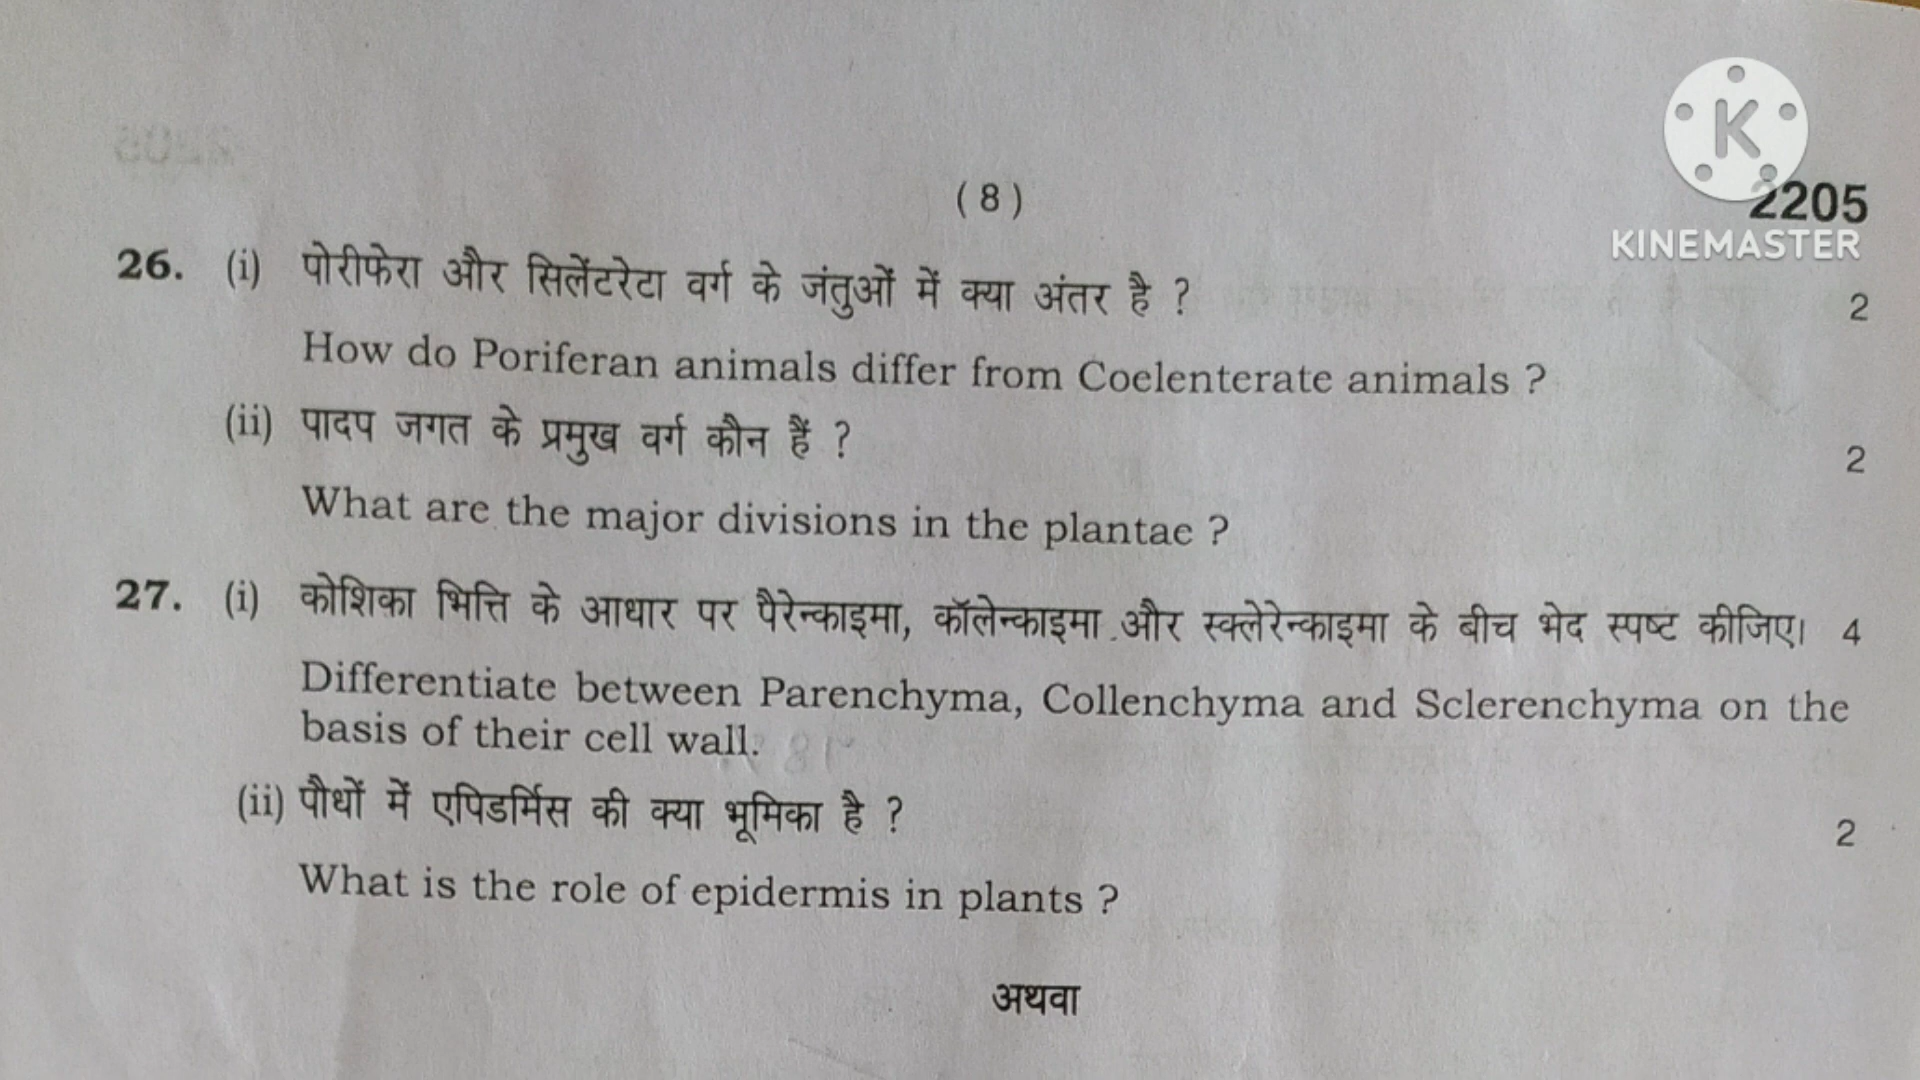 ( 8 )
2205
KINEMASTER
26. (i) पोरीफेरा और सिलेंटरेटा वर्ग के जंतुओं में क्या अंतर है ? 2
How do Poriferan animals differ from Coelenterate animals ?
(ii) पादप जगत के प्रमुख वर्ग कौन हैं ? 2
What are the major divisions in the plantae ?
27. (i) कोशिका भित्ति के आधार पर पैरेन्काइमा, कॉलेन्काइमा और स्क्लेरेन्काइमा के बीच भेद स्पष्ट कीजिए। 4
Differentiate between Parenchyma, Collenchyma and Sclerenchyma on the
basis of their cell wall.
(ii) पौधों में एपिडर्मिस की क्या भूमिका है ? 2
What is the role of epidermis in plants ?
अथवा